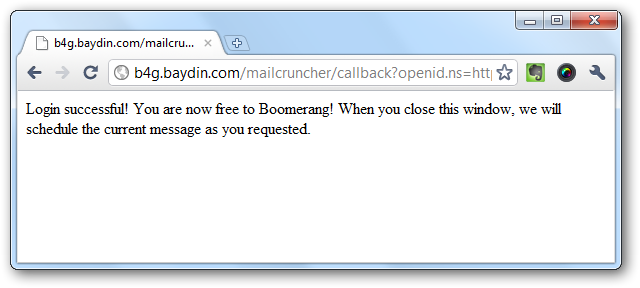 b4g.baydin.com/mailcru...
b4g.baydin.com/mailcruncher/callback?openid.ns=htt
Login successful! You are now free to Boomerang! When you close this window, we will
schedule the current message as you requested.